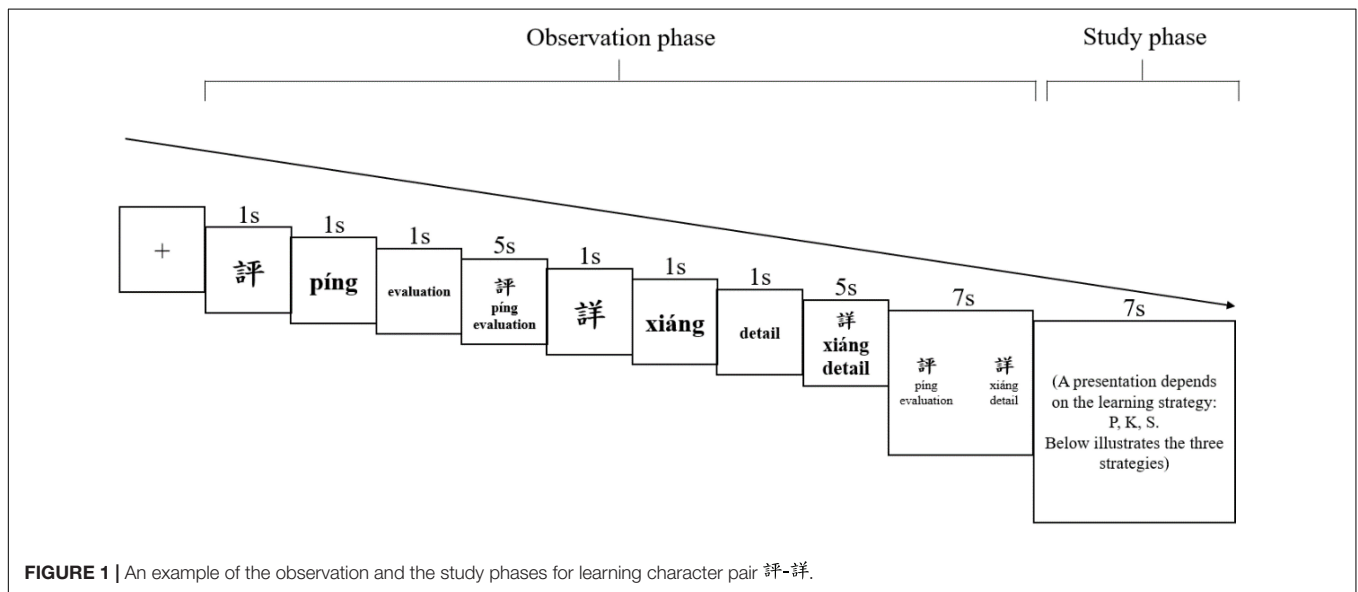 Observation phase
Study phase
+
1s
評
1s
píng
1s
evaluation
5s
評
píng
evaluation
1s
詳
1s
xiáng
1s
detail
5s
詳
xiáng
detail
7s
評 詳
píng xiáng
evaluation detail
7s
(A presentation depends
on the learning strategy:
P, K, S.
Below illustrates the three
strategies)
FIGURE 1 | An example of the observation and the study phases for learning character pair 評-詳.